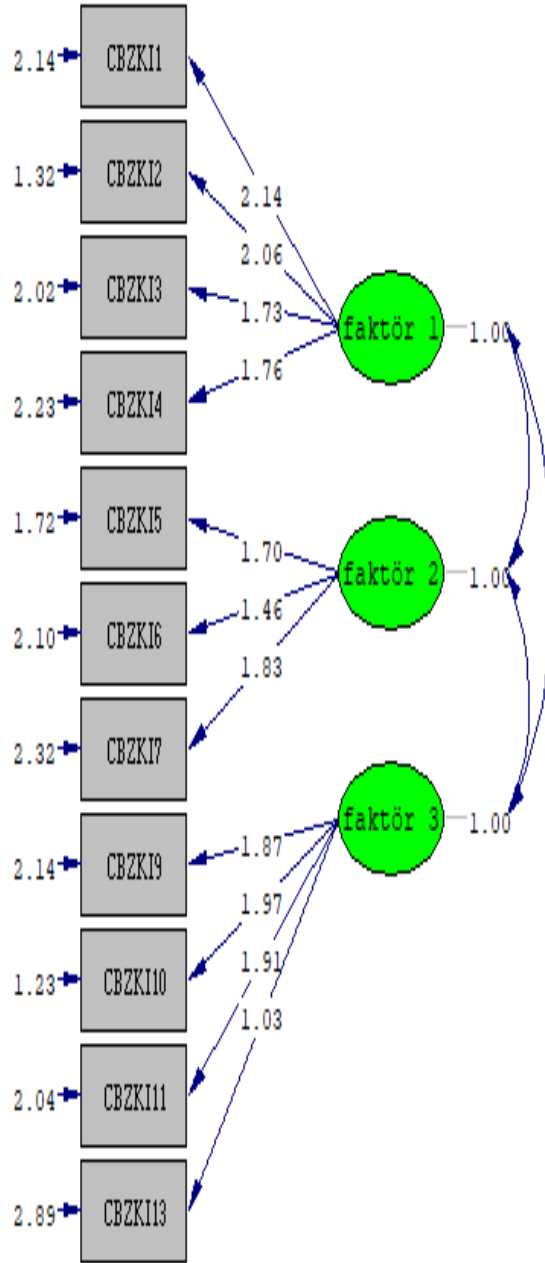 2.14 CBZKI1
1.32 CBZKI2
2.14
2.06
2.02 CBZKI3
1.73
faktör 1 1.00
1.76
2.23 CBZKI4
1.72 CBZKI5
1.70
faktör 2 1.00
1.46
2.10 CBZKI6
1.83
2.32 CBZKI7
faktör 3 1.00
1.87
2.14 CBZKI9
1.97
1.91
1.23 CBZKI10
1.03
2.04 CBZKI11
2.89 CBZKI13